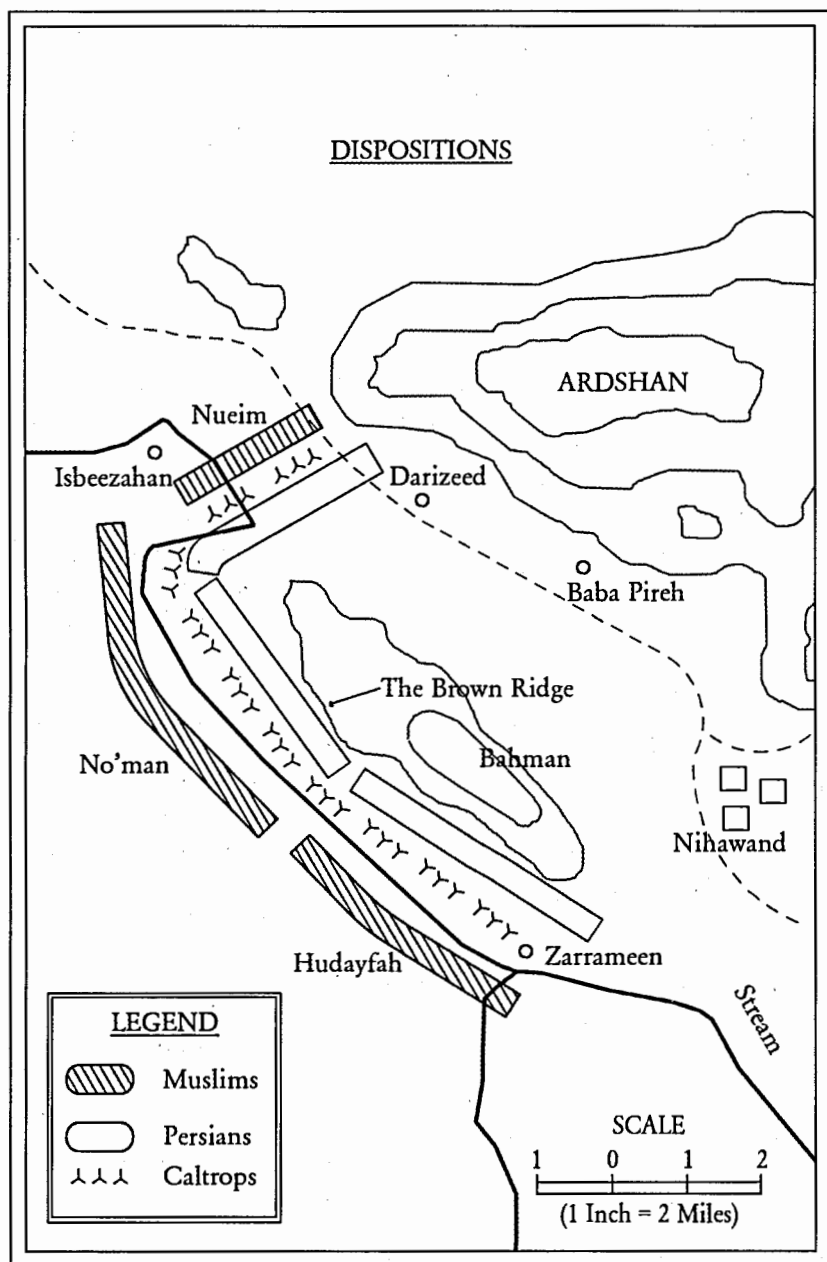 DISPOSITIONS
ARDSHAN
Nueim
Isbeezahan
Darizeed
Baba Pireh
The Brown Ridge
No'man
Bahman
Nihawand
Hudayfah
Zarrameen
Stream
LEGEND
Muslims
Persians
Caltrops
SCALE
1 0 1 2
(1 Inch = 2 Miles)